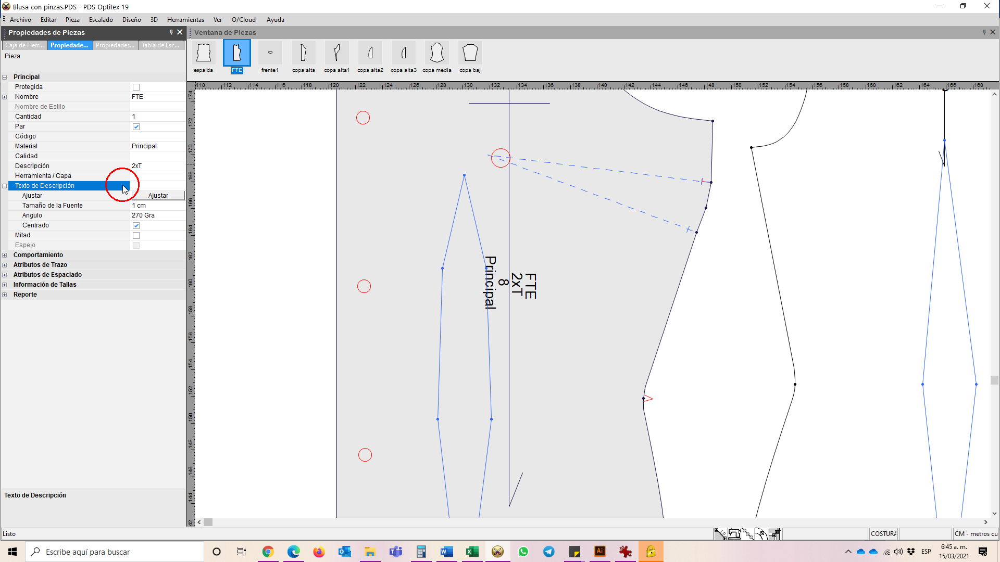 Blusa con pinzas.PDS - PDS Optitex 19
Archivo Editar Pieza Escalado Diseño 3D Herramientas Ver O/Cloud Ayuda
Propiedades de Piezas
Ventana de Piezas
Caja de Herr... Propiedade... Propiedades... Tabla de Esc...
Pieza
espalda FTE frente1 copa alta copa alta1 copa alta2 copa alta3 copa media copa baj
Principal
Protegida
Nombre FTE
Nombre de Estilo
Cantidad 1
Par
Código
Material Principal
Calidad
Descripción 2xT
Herramienta / Capa
Texto de Descripción
Ajustar Ajustar
Tamaño de la Fuente 1 cm
Angulo 270 Gra
Centrado
Mitad
Espejo
Comportamiento
Atributos de Trazo
Atributos de Espaciado
Información de Tallas
Reporte
110 112 114 116 118 120 122 124 126 128 130 132 134 136 138 140 142 144 146 148 150 152 154 156 158 160 162 164 166 168
174
172
170
168
166
164
162
160
158
156
154
152
150
148
146
144
42
FTE
2xT
8
Principal
Texto de Descripción
Listo
COSTURA
CM - metros cu
Escribe aquí para buscar
ESP
6:45 a. m.
15/03/2021